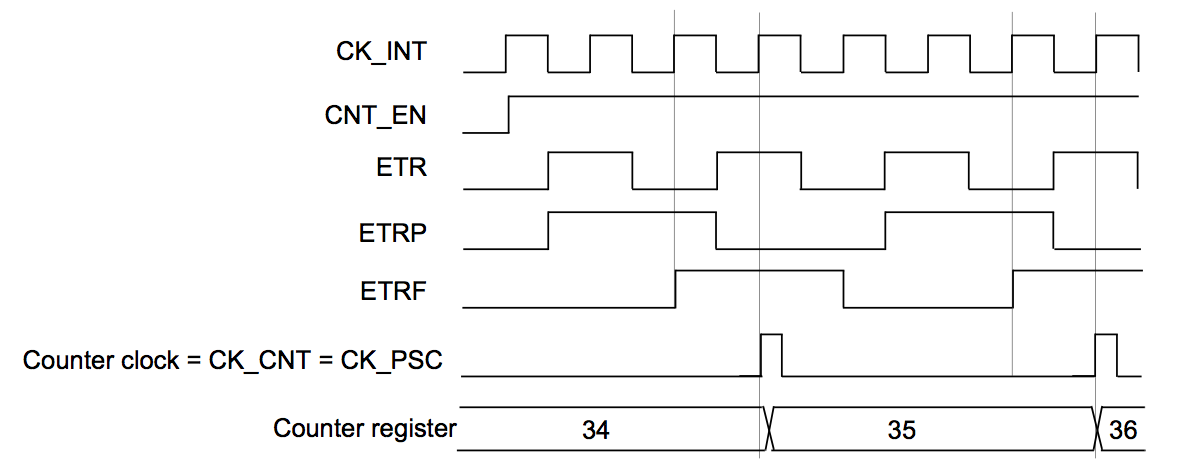 CK_INT
CNT_EN
ETR
ETRP
ETRF
Counter clock = CK_CNT = CK_PSC
Counter register 34 35 36